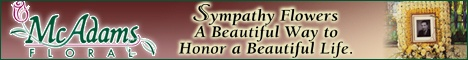 McAdams
FLORAL
Sympathy Flowers
A Beautiful Way to
Honor a Beautiful Life.